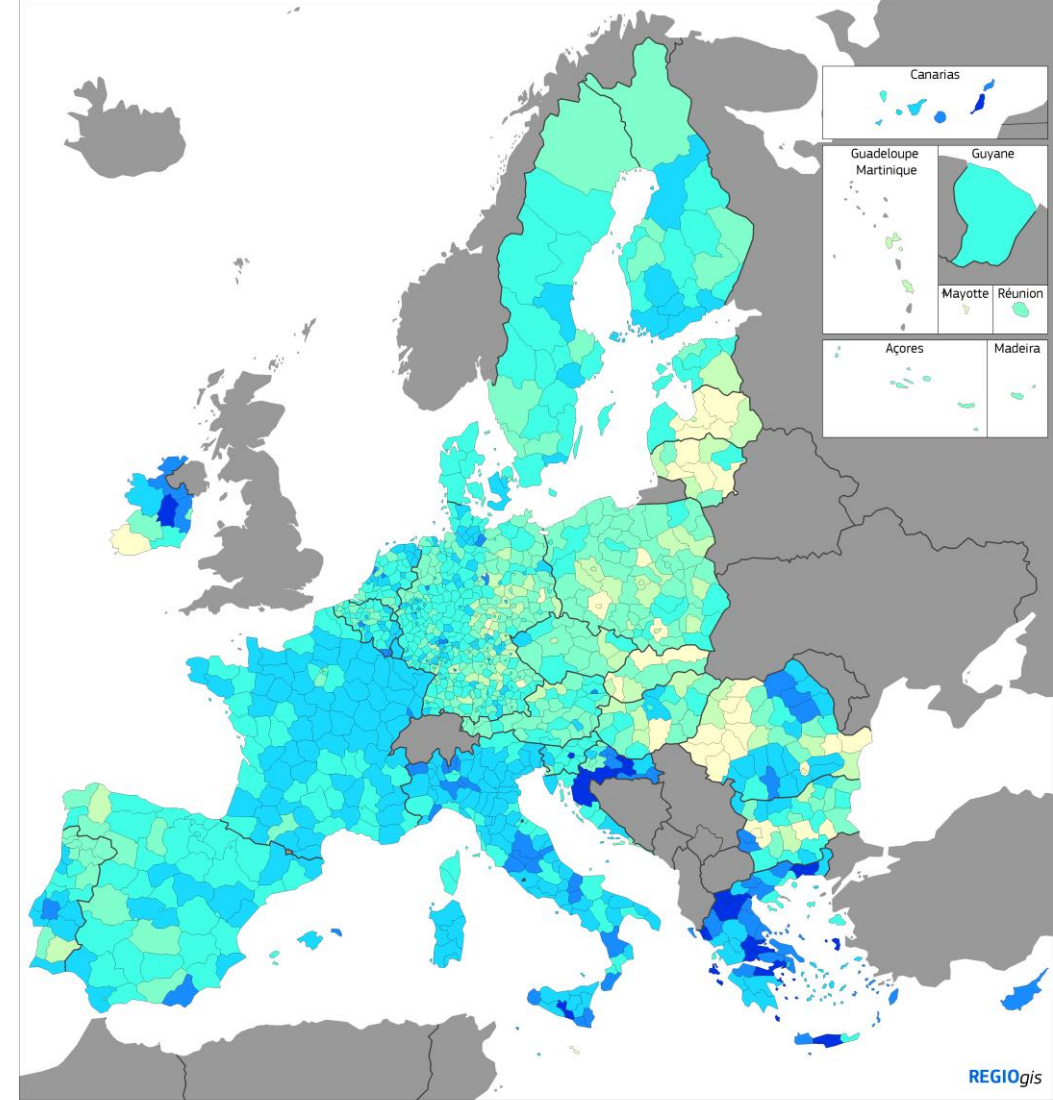 Canarias
Guadeloupe
Martinique
Guyane
Mayotte
Réunion
Açores
Madeira
REGIOgis